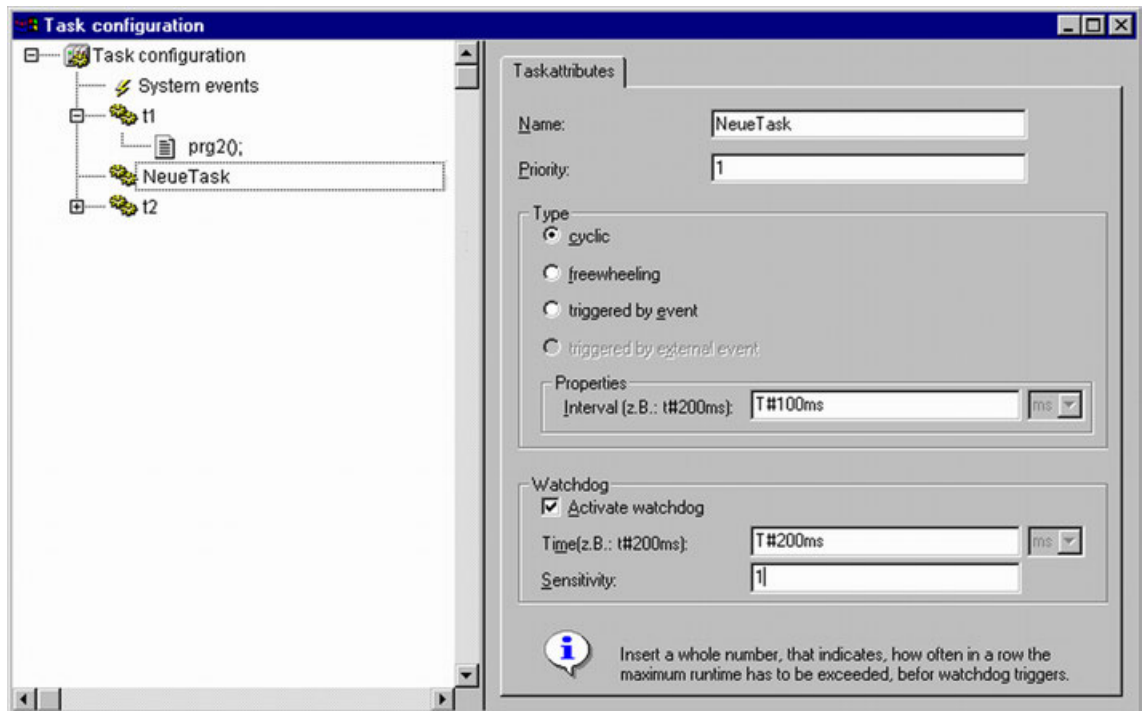 Task configuration
Task configuration
System events
t1
prg2();
NeueTask
t2
Taskattributes
Name: NeueTask
Priority: 1
Type
cyclic
freewheeling
triggered by event
triggered by external event
Properties
Interval (z.B.: t#200ms): T#100ms ms
Watchdog
Activate watchdog
Time(z.B.: t#200ms): T#200ms ms
Sensitivity: 1
Insert a whole number, that indicates, how often in a row the
maximum runtime has to be exceeded, befor watchdog triggers.